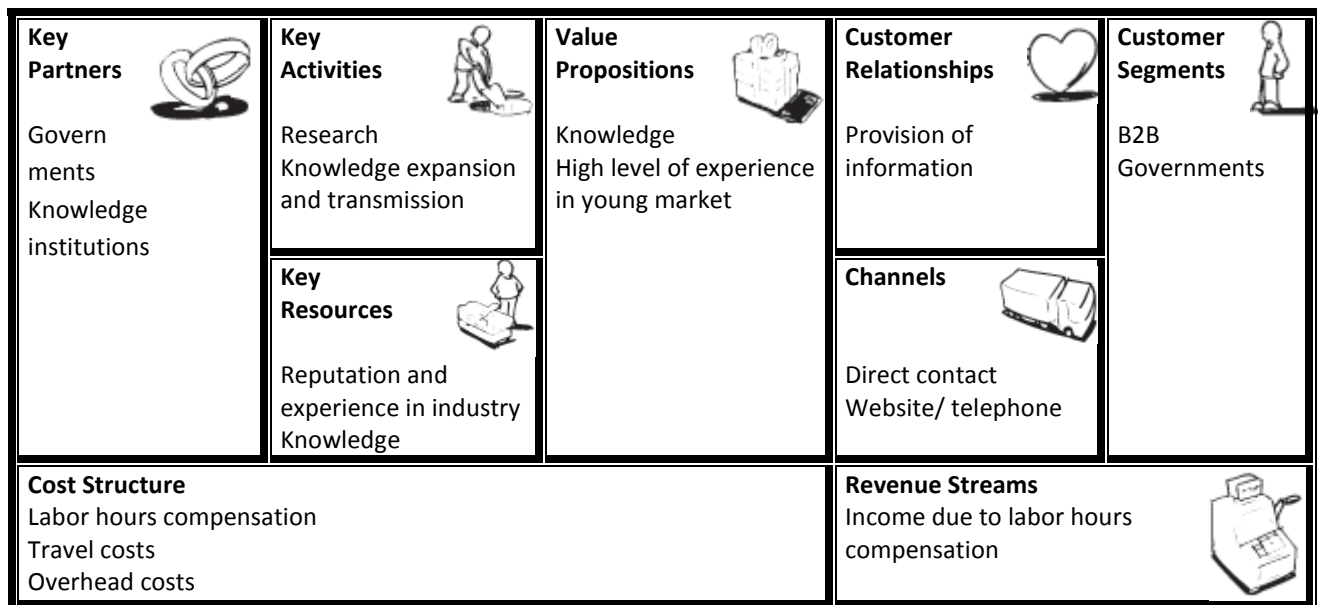 Key
Partners
Govern
ments
Knowledge
institutions
Key
Activities
Research
Knowledge expansion
and transmission
Key
Resources
Reputation and
experience in industry
Knowledge
Value
Propositions
Knowledge
High level of experience
in young market
Customer
Relationships
Provision of
information
Channels
Direct contact
Website/ telephone
Customer
Segments
B2B
Governments
Cost Structure
Labor hours compensation
Travel costs
Overhead costs
Revenue Streams
Income due to labor hours
compensation